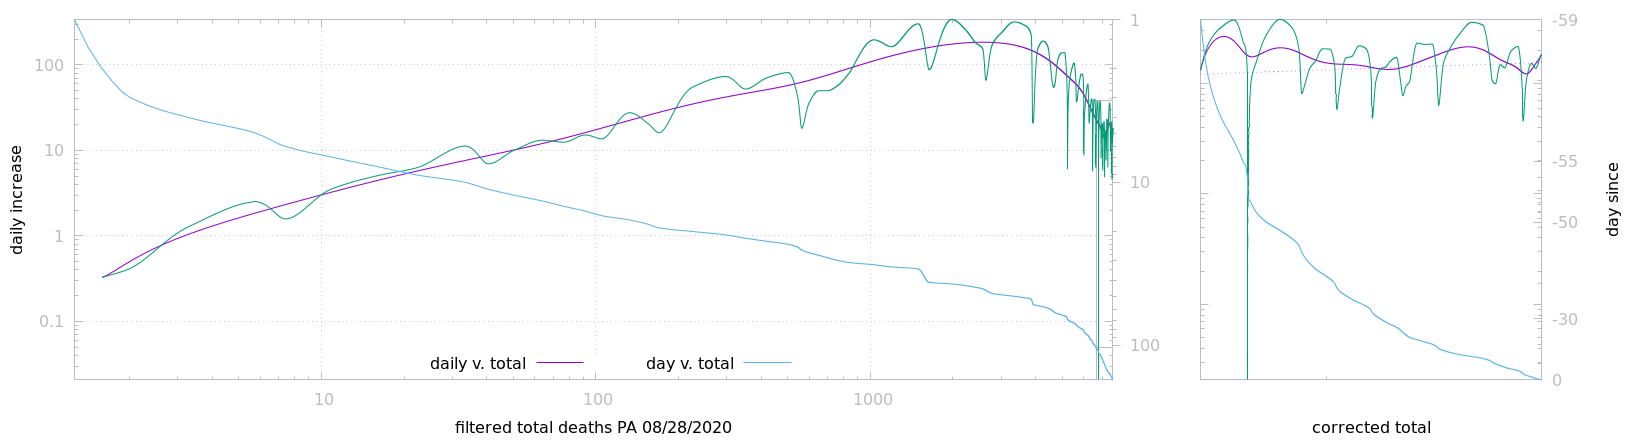 daily increase
100
10
1
0.1
10
100
1000
1
10
100
daily v. total
day v. total
filtered total deaths PA 08/28/2020
-59
-55
-50
-30
0
day since
corrected total